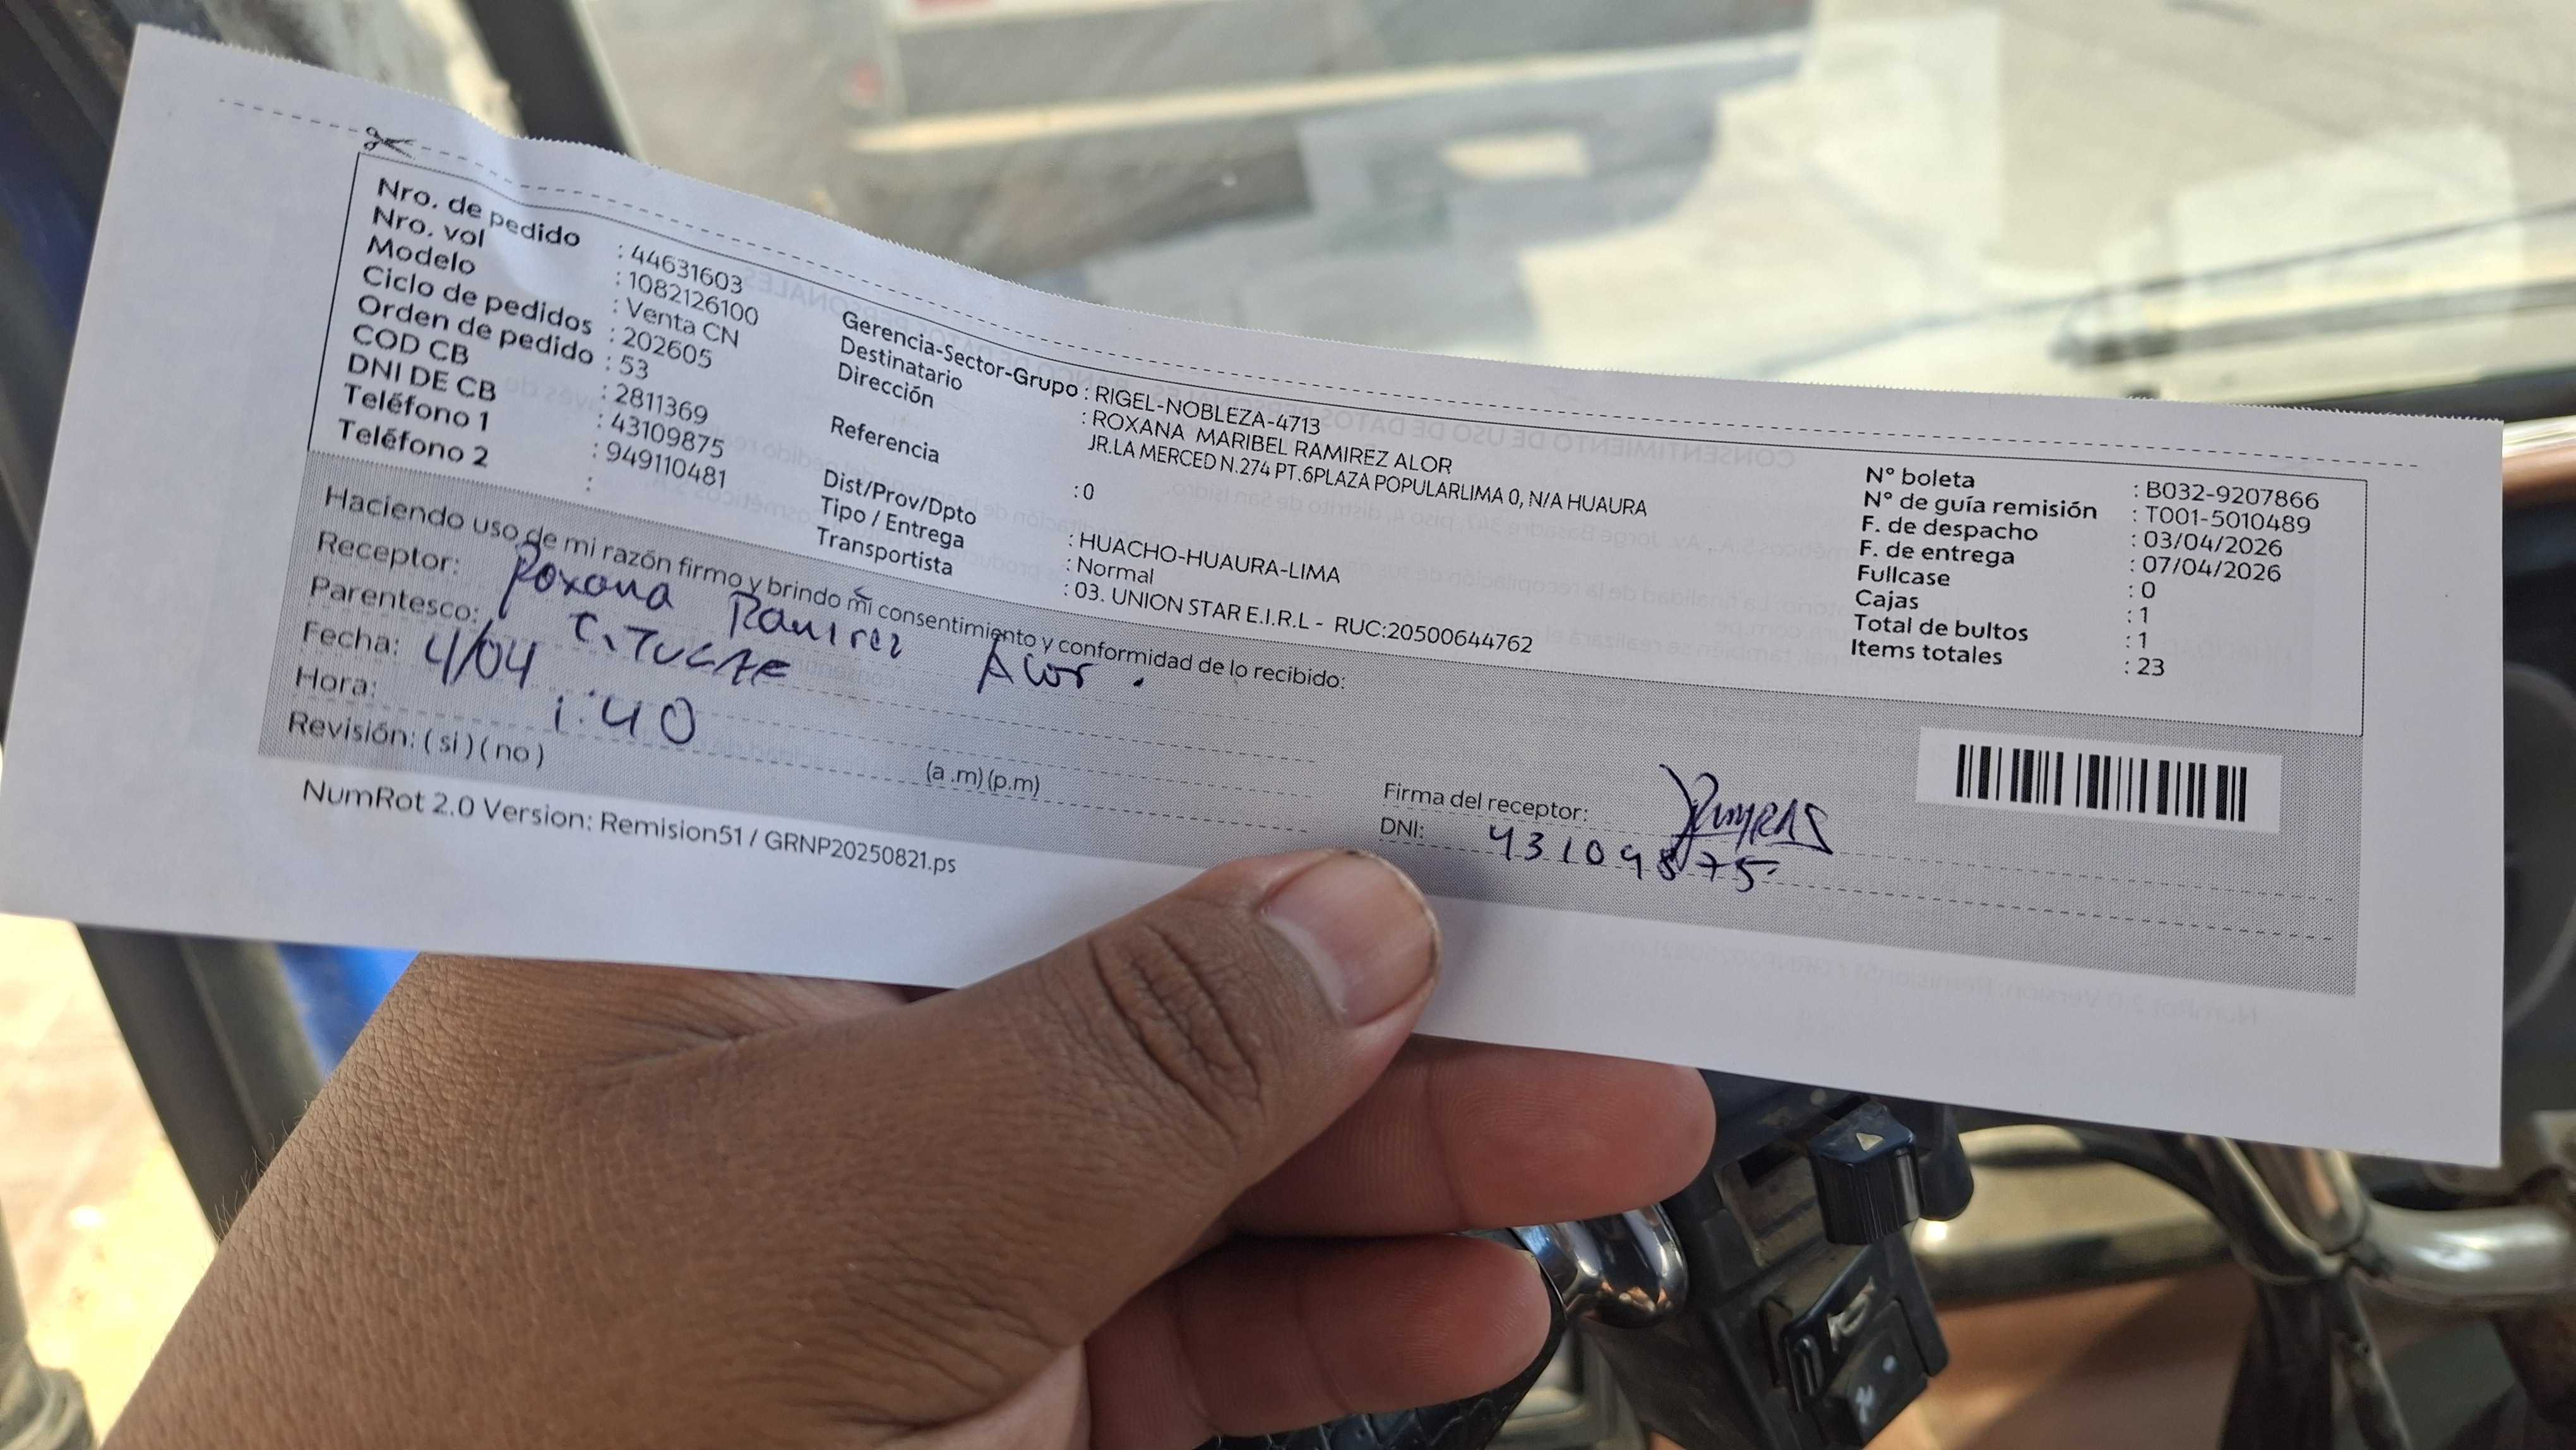 Nro. de pedido : 44631603
Nro. vol : 1082126100
Modelo : Venta CN
Ciclo de pedidos : 202605
Orden de pedido : 53
COD CB : 2811369
DNI DE CB : 43109875
Teléfono 1 : 949110481
Teléfono 2 :
Gerencia-Sector-Grupo : RIGEL-NOBLEZA-4713
Destinatario : ROXANA MARIBEL RAMIREZ ALOR
Dirección JR.LA MERCED N.274 PT.6PLAZA POPULARLIMA 0, N/A HUAURA
Referencia : 0
Dist/Prov/Dpto : HUACHO-HUAURA-LIMA
Tipo / Entrega : Normal
Transportista : 03. UNION STAR E.I.R.L - RUC:20500644762
N° boleta : B032-9207866
N° de guía remisión : T001-5010489
F. de despacho : 03/04/2026
F. de entrega : 07/04/2026
Fullcase : 0
Cajas : 1
Total de bultos : 1
Items totales : 23
Haciendo uso de mi razón firmo y brindo mi consentimiento y conformidad de lo recibido:
Receptor: Roxana Ramirez Alor.
Parentesco:
Fecha: 4/04
Hora: 1:40 (a .m) (p.m)
Revisión: ( si ) ( no )
Firma del receptor:
DNI: 43109875
NumRot 2.0 Version: Remision51 / GRNP20250821.ps